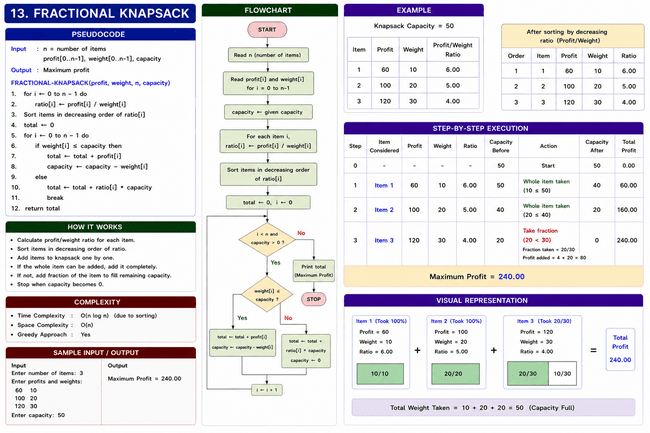 13. FRACTIONAL KNAPSACK
PSEUDOCODE
Input : n = number of items
profit[0..n-1], weight[0..n-1], capacity
Output : Maximum profit
FRACTIONAL-KNAPSACK(profit, weight, n, capacity)
1. for i ← 0 to n - 1 do
2. ratio[i] ← profit[i] / weight[i]
3. Sort items in decreasing order of ratio[i]
4. total ← 0
5. for i ← 0 to n - 1 do
6. if weight[i] ≤ capacity then
7. total ← total + profit[i]
8. capacity ← capacity - weight[i]
9. else
10. total ← total + ratio[i] * capacity
11. break
12. return total
HOW IT WORKS
• Calculate profit/weight ratio for each item.
• Sort items in decreasing order of ratio.
• Add items to knapsack one by one.
• If the whole item can be added, add it completely.
• If not, add fraction of the item to fill remaining capacity.
• Stop when capacity becomes 0.
COMPLEXITY
• Time Complexity : O(n log n) (due to sorting)
• Space Complexity : O(n)
• Greedy Approach : Yes
SAMPLE INPUT / OUTPUT
Input
Enter number of items: 3
Enter profits and weights:
60 10
100 20
120 30
Enter capacity: 50
Output
Maximum Profit = 240.00
FLOWCHART
START
Read n (number of items)
Read profit[i] and weight[i]
for i = 0 to n-1
capacity ← given capacity
For each item i,
ratio[i] ← profit[i] / weight[i]
Sort items in decreasing order
of ratio[i]
total ← 0, i ← 0
i < n and
capacity > 0 ?
No
Yes
Print total
(Maximum Profit)
STOP
weight[i] ≤
capacity ?
Yes
No
total ← total + profit[i]
capacity ← capacity - weight[i]
total ← total +
ratio[i] * capacity
capacity ← 0
i ← i + 1
EXAMPLE
Knapsack Capacity = 50
Item Profit Weight Profit/Weight Ratio
1 60 10 6.00
2 100 20 5.00
3 120 30 4.00
After sorting by decreasing
ratio (Profit/Weight)
Order Item Profit Weight Ratio
1 1 60 10 6.00
2 2 100 20 5.00
3 3 120 30 4.00
STEP-BY-STEP EXECUTION
Step Item Considered Profit Weight Ratio Capacity Before Action Capacity After Total Profit
0 - - - - - Start 50 0.00
1 Item 1 60 10 6.00 50 Whole item taken (10 ≤ 50) 40 60.00
2 Item 2 100 20 5.00 40 Whole item taken (20 ≤ 40) 20 160.00
3 Item 3 120 30 4.00 20 Take fraction (20 < 30) Fraction taken = 20/30 Profit added = 4 * 20 = 80 0 240.00
Maximum Profit = 240.00
VISUAL REPRESENTATION
Item 1 (Took 100%)
Profit = 60
Weight = 10
Ratio = 6.00
10/10
+
Item 2 (Took 100%)
Profit = 100
Weight = 20
Ratio = 5.00
20/20
+
Item 3 (Took 20/30)
Profit = 120
Weight = 30
Ratio = 4.00
20/30 10/30
=
Total
Profit
240.00
Total Weight Taken = 10 + 20 + 20 = 50 (Capacity Full)